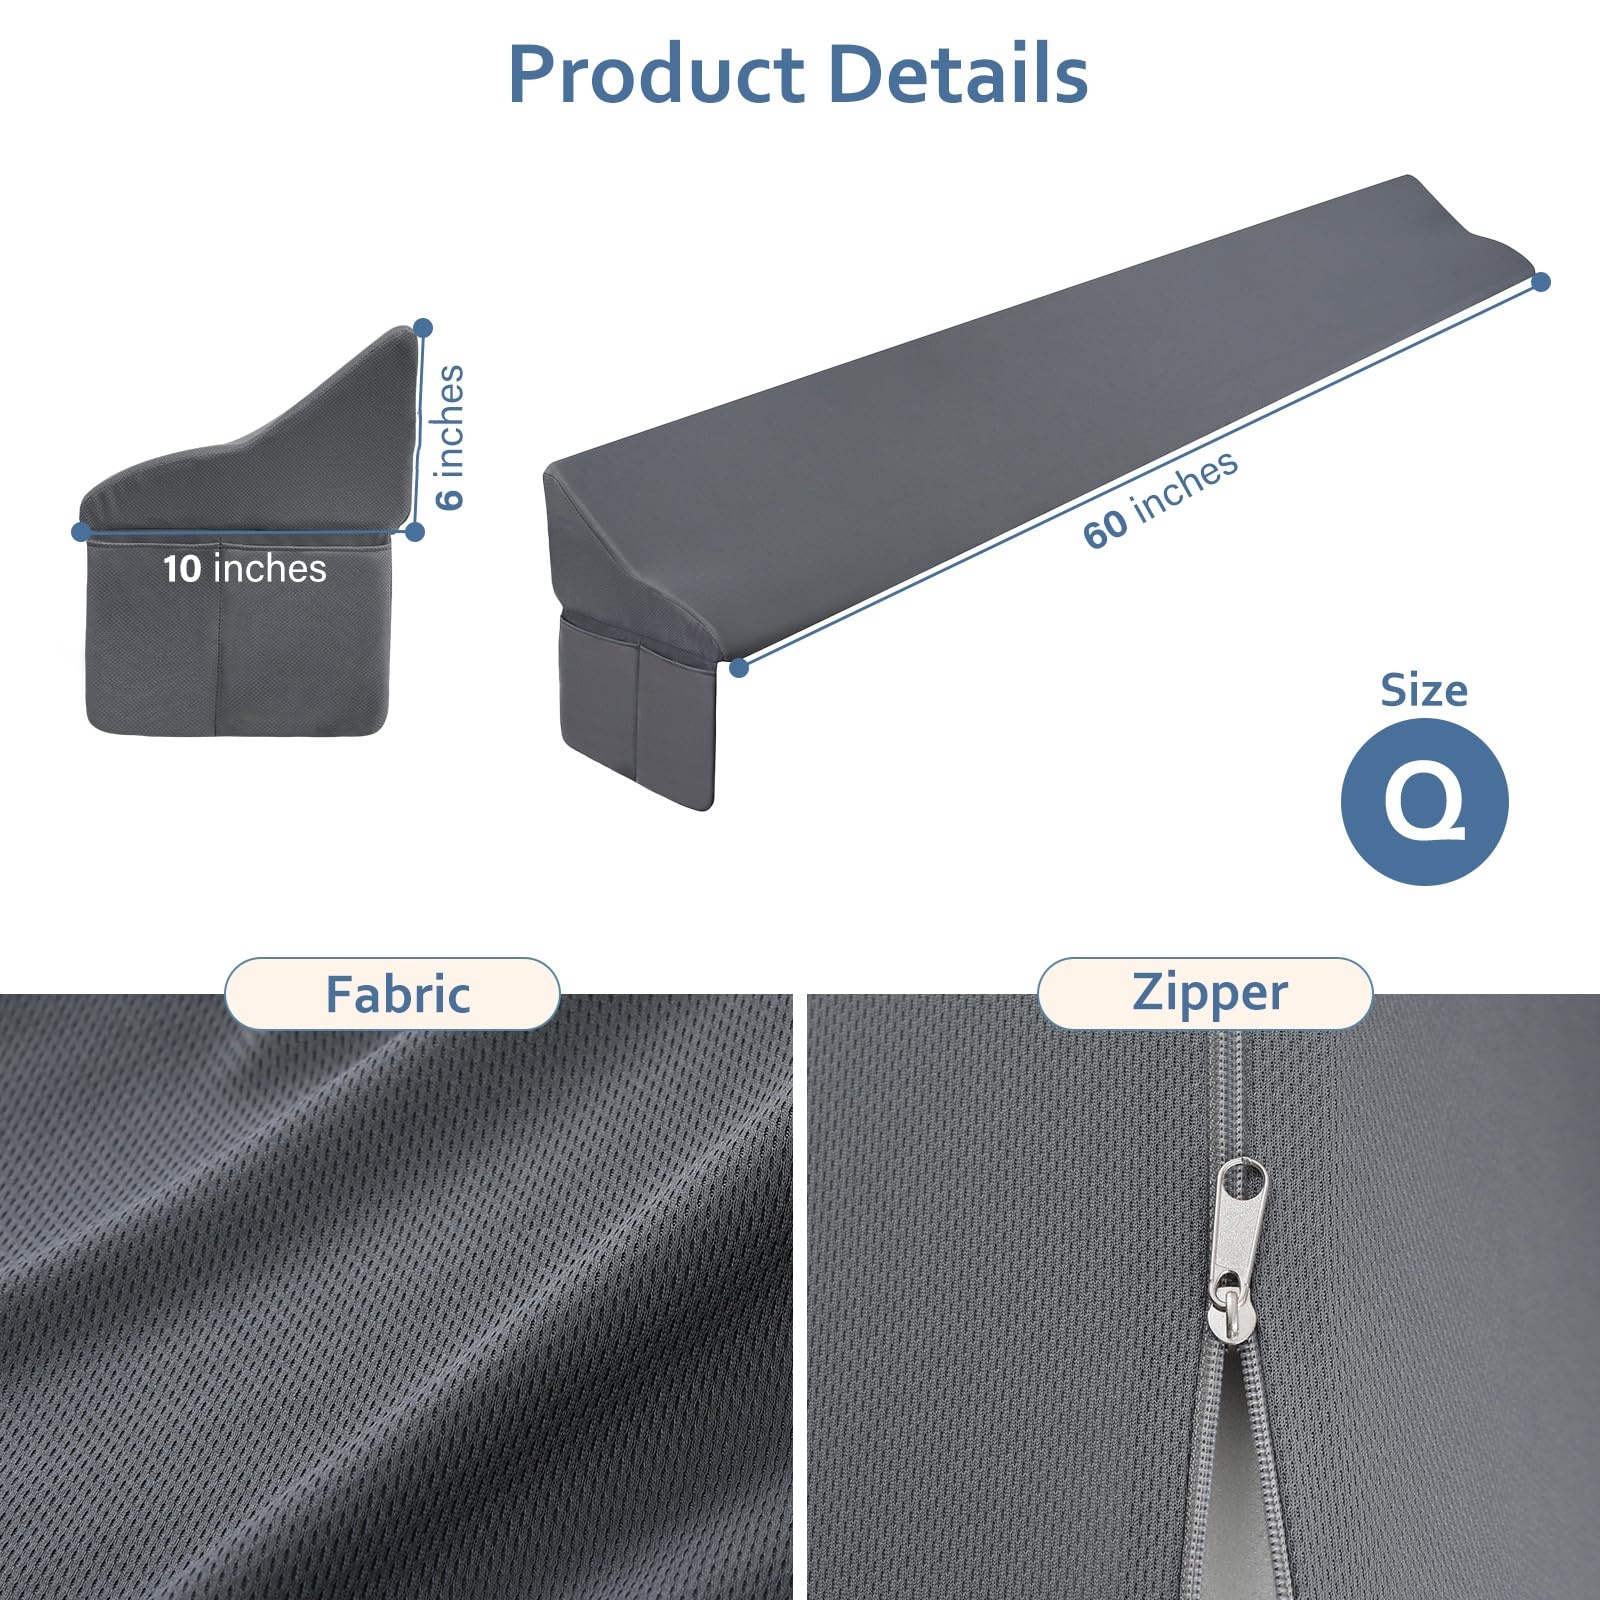 Product Details
6 inches
10 inches
60 inches
Size
Q
Fabric
Zipper